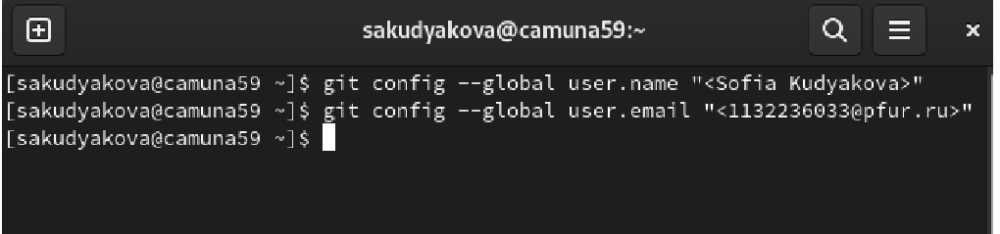 sakudyakova@camuna59:~
[sakudyakova@camuna59 ~]$ git config --global user.name "<Sofia Kudyakova>"
[sakudyakova@camuna59 ~]$ git config --global user.email "<1132236033@pfur.ru>"
[sakudyakova@camuna59 ~]$